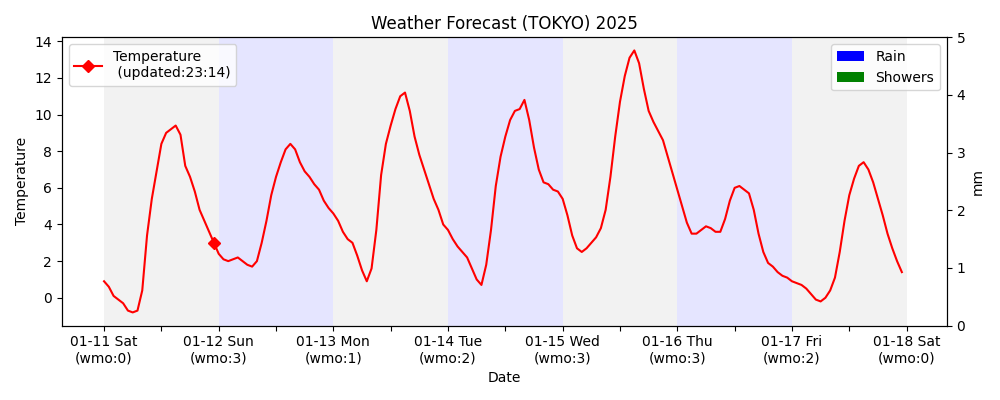 Weather Forecast (TOKYO) 2025
Temperature
(updated:23:14)
Rain
Showers
14
12
10
8
6
4
2
0
Temperature
5
4
3
2
1
0
mm
01-11 Sat
(wmo:0)
01-12 Sun
(wmo:3)
01-13 Mon
(wmo:1)
01-14 Tue
(wmo:2)
01-15 Wed
(wmo:3)
01-16 Thu
(wmo:3)
01-17 Fri
(wmo:2)
01-18 Sat
(wmo:0)
Date